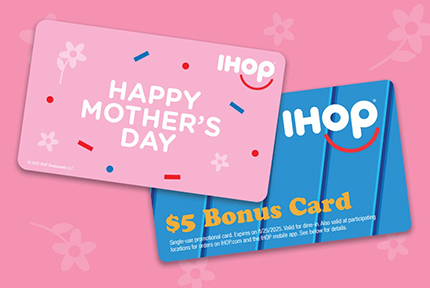 IHOP
HAPPY
MOTHER'S
DAY
IHOP
$5 Bonus Card
Single-use promotional card. Expires on 6/25/2025. Valid for dine-in. Also valid at participating
locations for orders on IHOP.com and the IHOP mobile app. See below for details.